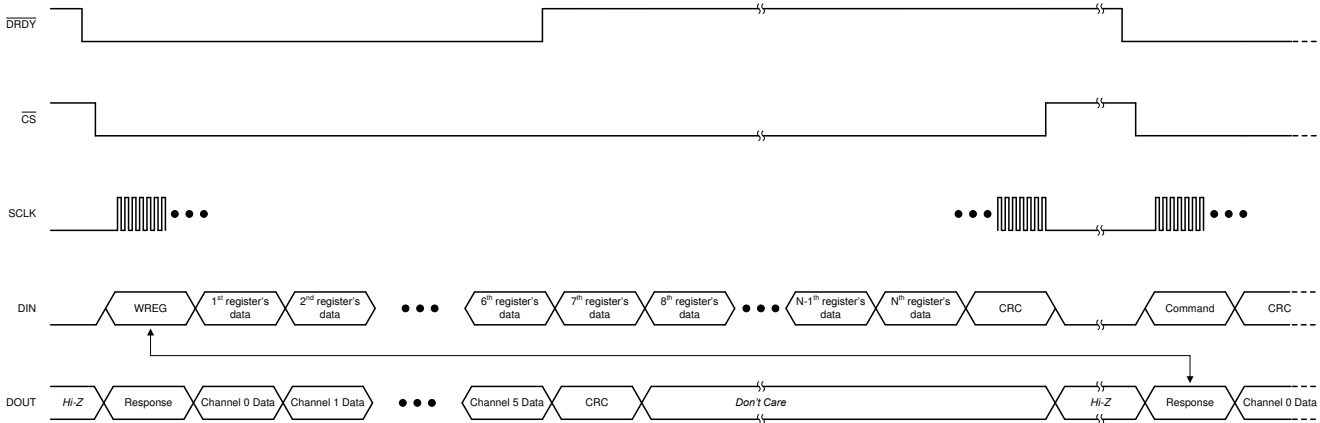 DRDY
CS
SCLK
DIN
WREG
1st register's
data
2nd register's
data
6th register's
data
7th register's
data
8th register's
data
N-1th register's
data
Nth register's
data
CRC
Command
CRC
DOUT
Hi-Z
Response
Channel 0 Data
Channel 1 Data
Channel 5 Data
CRC
Don't Care
Hi-Z
Response
Channel 0 Data